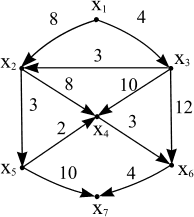 x₁
8 4
x₂ 3 x₃
8 10
3 x₄ 12
2 3
x₅ x₆
10 4
x₇